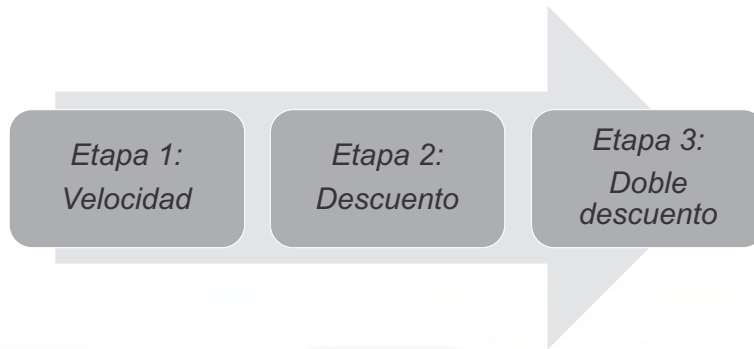 Etapa 1:
Velocidad
Etapa 2:
Descuento
Etapa 3:
Doble
descuento